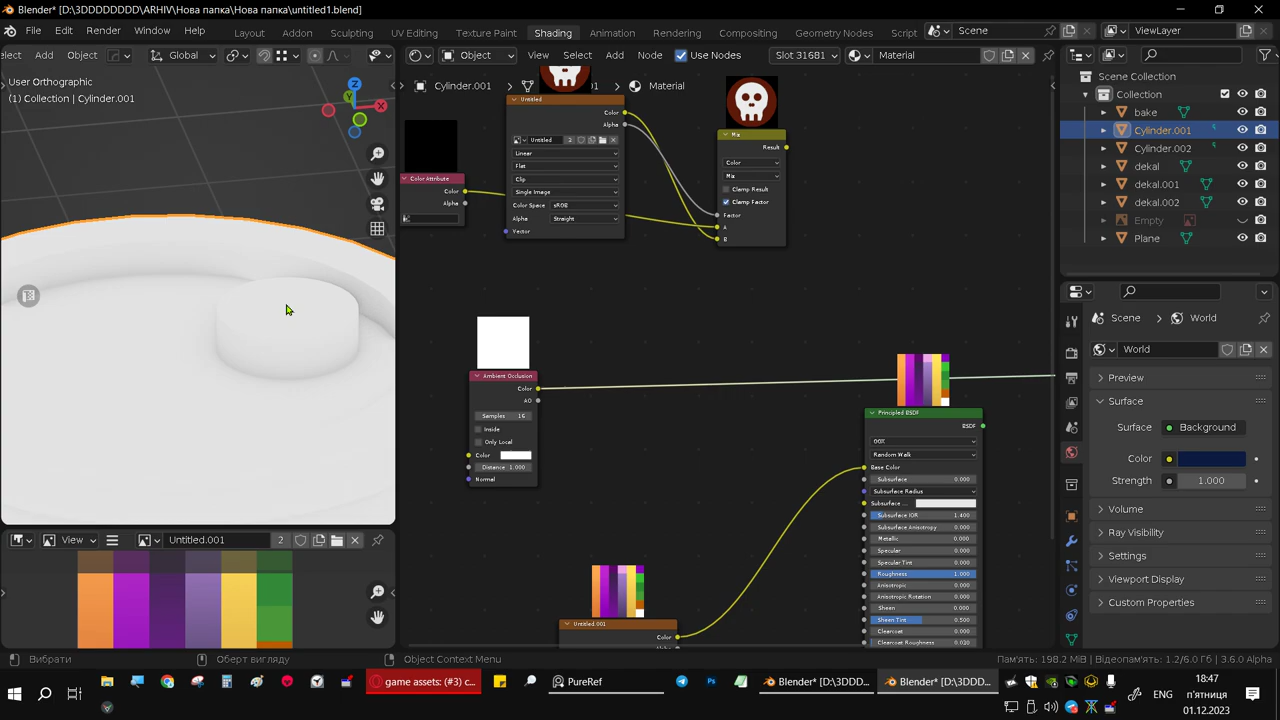 Blender* [D:\3DDDDDDDD\ARHIV\Нова папка\Нова папка\untitled1.blend]
File Edit Render Window Help Layout Modeling Sculpting UV Editing Texture Paint Shading Animation Rendering Compositing Geometry Nodes Script Scene ViewLayer
elect Add Object Global Object View Select Add Node Use Nodes Slot 316B1 Material
User Orthographic
(1) Collection | Cylinder.001
Z
Y
X
Cylinder.001 1 Material
Untitled
Color
Alpha
Untitled 2
Linear
Flat
Clip
Single Image
Color Space sRGB
Alpha Straight
Vector
Color Attribute
Color
Alpha
Mix
Result
Color
Mix
Clamp Result
Clamp Factor
Factor
A
B
Ambient Occlusion
Color
AO
Samples 16
Inside
Only Local
Color
Distance 1.000
Normal
Principled BSDF
BSDF
GGX
Random Walk
Base Color
Subsurface 0.000
Subsurface Radius
Subsurface ...
Subsurface IOR 1.400
Subsurface Anisotropy 0.000
Metallic 0.000
Specular 0.000
Specular Tint 0.000
Roughness 1.000
Anisotropic 0.000
Anisotropic Rotation 0.000
Sheen 0.000
Sheen Tint 0.500
Clearcoat 0.000
Clearcoat Roughness 0.030
Untitled.001
Color
Scene Collection
Collection
bake
Cylinder.001
Cylinder.002
dekal
dekal.001
dekal.002
Empty
Plane
Scene World
World
Preview
Surface
Surface Background
Color
Strength 1.000
Volume
Ray Visibility
Settings
Viewport Display
Custom Properties
View Untitled.001 2
Вибрати Оберт вигляду Object Context Menu Пам'ять: 198.2 MiB | Відеопам'ять: 1.2/6.0 Гб | 3.6.0 Alpha
game assets: (#3) c... PureRef Blender* [D:\3DDD... Blender* [D:\3DDD... ENG
18:47
п'ятниця
01.12.2023